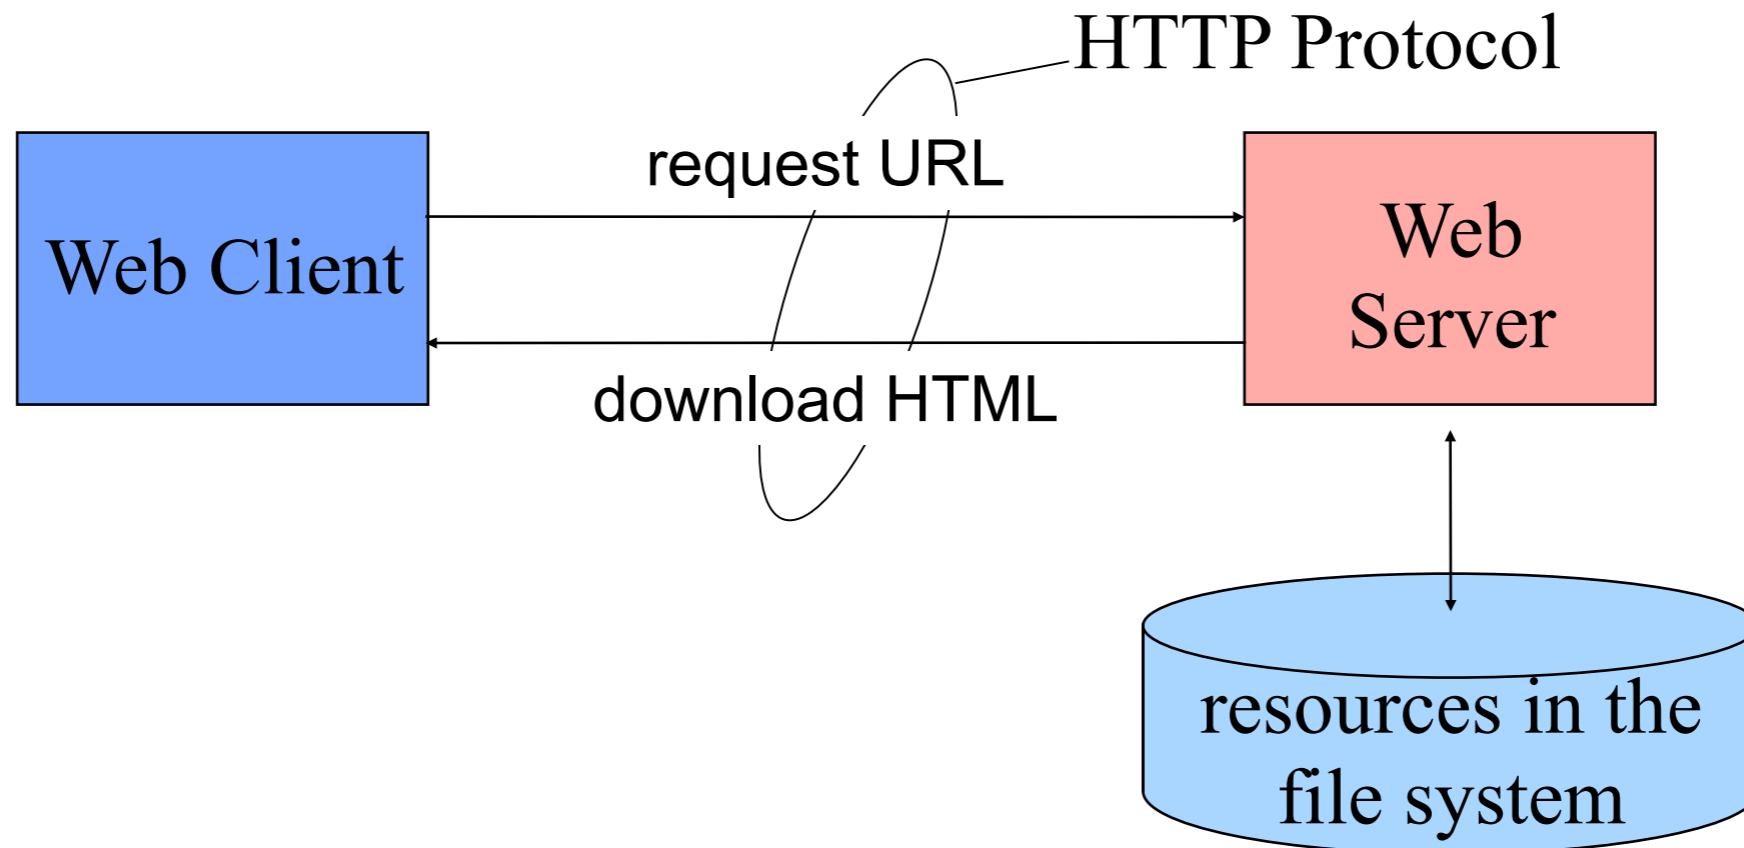 HTTP Protocol
request URL
Web Client
Web
Server
download HTML
resources in the
file system